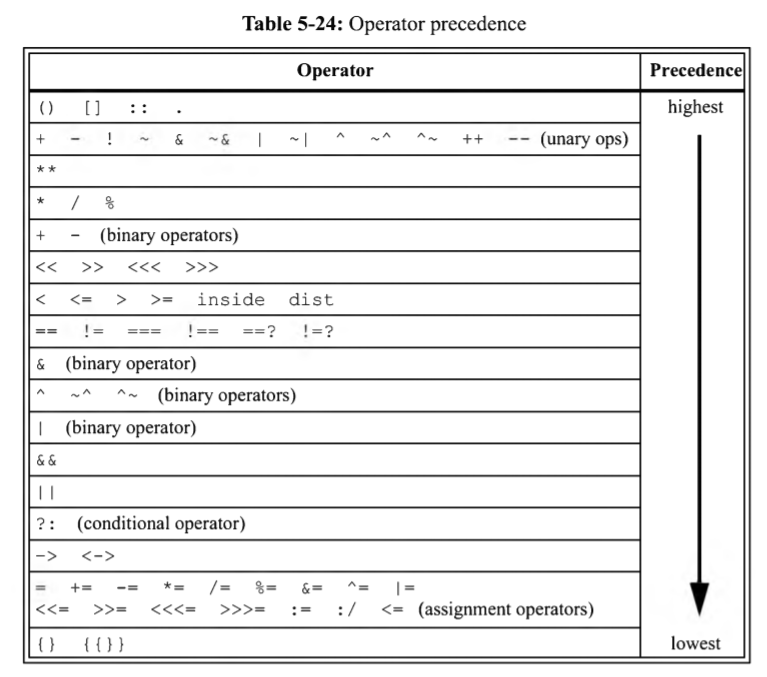 Table 5-24: Operator precedence
Operator Precedence
() [] :: . highest
+ - ! ~ & ~& | ~| ^ ~^ ^~ ++ -- (unary ops)
**
* / %
+ - (binary operators)
<< >> <<< >>>
< <= > >= inside dist
== != === !== ==? !=?
& (binary operator)
^ ~^ ^~ (binary operators)
| (binary operator)
&&
||
?: (conditional operator)
-> <->
= += -= *= /= %= &= ^= |=
<<= >>= <<<= >>>= := :/ <= (assignment operators)
{} {{}} lowest